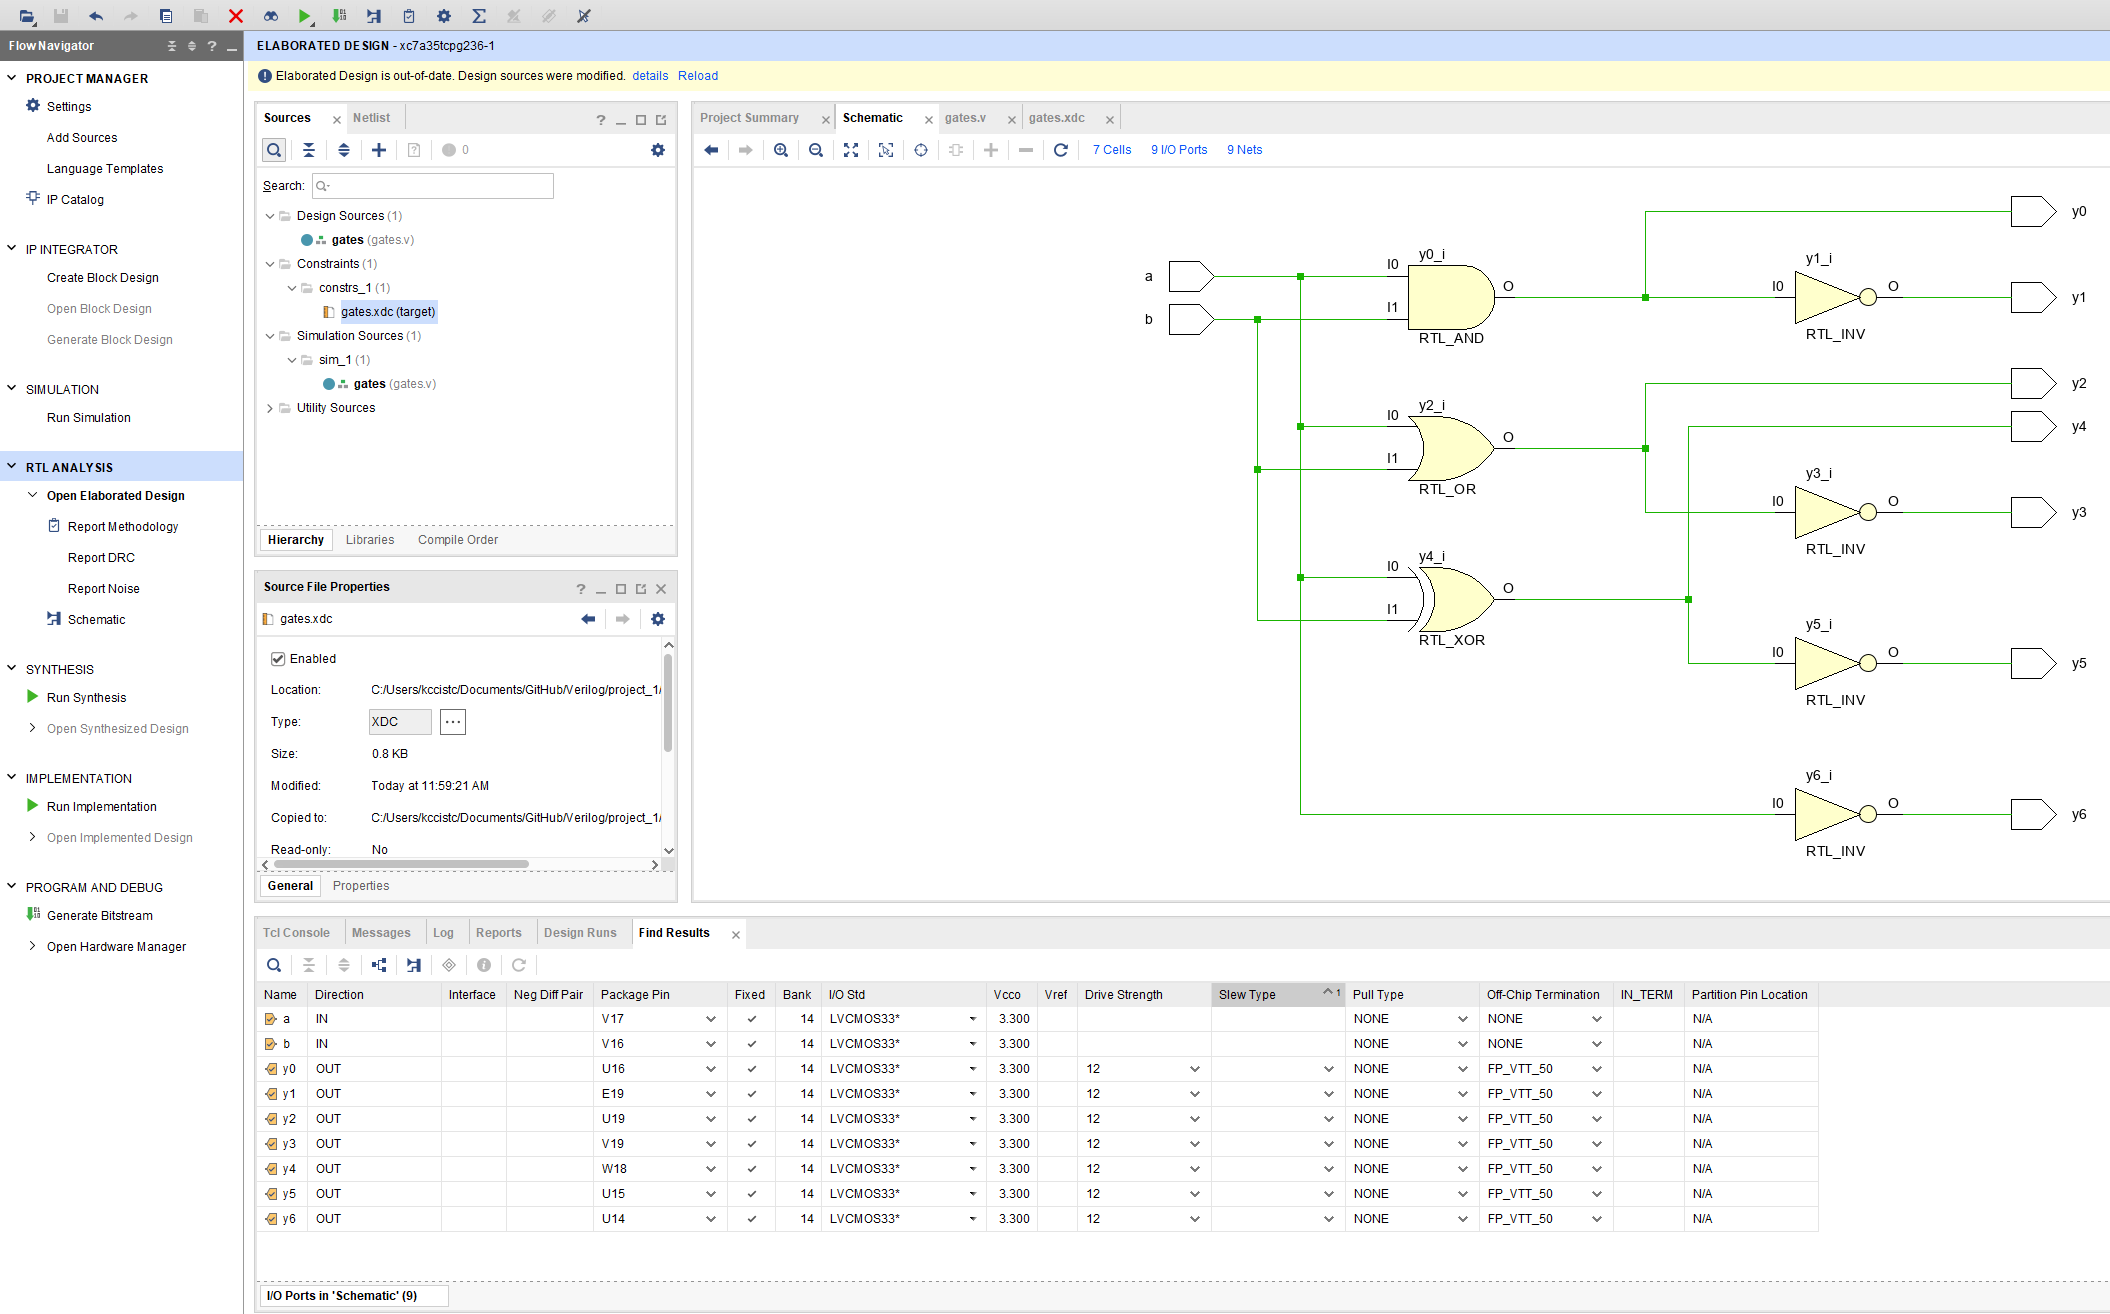 Flow Navigator
?
PROJECT MANAGER
Settings
Add Sources
Language Templates
IP Catalog
IP INTEGRATOR
Create Block Design
Open Block Design
Generate Block Design
SIMULATION
Run Simulation
RTL ANALYSIS
Open Elaborated Design
Report Methodology
Report DRC
Report Noise
Schematic
SYNTHESIS
Run Synthesis
Open Synthesized Design
IMPLEMENTATION
Run Implementation
Open Implemented Design
PROGRAM AND DEBUG
Generate Bitstream
Open Hardware Manager
ELABORATED DESIGN - xc7a35tcpg236-1
Elaborated Design is out-of-date. Design sources were modified. details Reload
Sources Netlist ?
0
Search:
Design Sources (1)
gates (gates.v)
Constraints (1)
constrs_1 (1)
gates.xdc (target)
Simulation Sources (1)
sim_1 (1)
gates (gates.v)
Utility Sources
Hierarchy Libraries Compile Order
Source File Properties ?
gates.xdc
Enabled
Location: C:/Users/kccistc/Documents/GitHub/Verilog/project_1/
Type: XDC ...
Size: 0.8 KB
Modified: Today at 11:59:21 AM
Copied to: C:/Users/kccistc/Documents/GitHub/Verilog/project_1/
Read-only: No
General Properties
Project Summary Schematic gates.v gates.xdc
7 Cells 9 I/O Ports 9 Nets
y0
a I0 y0_i O
b I1 RTL_AND
y1_i I0 O RTL_INV y1
y2
y4
y2_i I0 I1 O RTL_OR
y3_i I0 O RTL_INV y3
y4_i I0 I1 O RTL_XOR
y5_i I0 O RTL_INV y5
y6_i I0 O RTL_INV y6
Tcl Console Messages Log Reports Design Runs Find Results
Name Direction Interface Neg Diff Pair Package Pin Fixed Bank I/O Std Vcco Vref Drive Strength Slew Type 1 Pull Type Off-Chip Termination IN_TERM Partition Pin Location
a IN V17 14 LVCMOS33* 3.300 NONE NONE N/A
b IN V16 14 LVCMOS33* 3.300 NONE NONE N/A
y0 OUT U16 14 LVCMOS33* 3.300 12 NONE FP_VTT_50 N/A
y1 OUT E19 14 LVCMOS33* 3.300 12 NONE FP_VTT_50 N/A
y2 OUT U19 14 LVCMOS33* 3.300 12 NONE FP_VTT_50 N/A
y3 OUT V19 14 LVCMOS33* 3.300 12 NONE FP_VTT_50 N/A
y4 OUT W18 14 LVCMOS33* 3.300 12 NONE FP_VTT_50 N/A
y5 OUT U15 14 LVCMOS33* 3.300 12 NONE FP_VTT_50 N/A
y6 OUT U14 14 LVCMOS33* 3.300 12 NONE FP_VTT_50 N/A
I/O Ports in 'Schematic' (9)